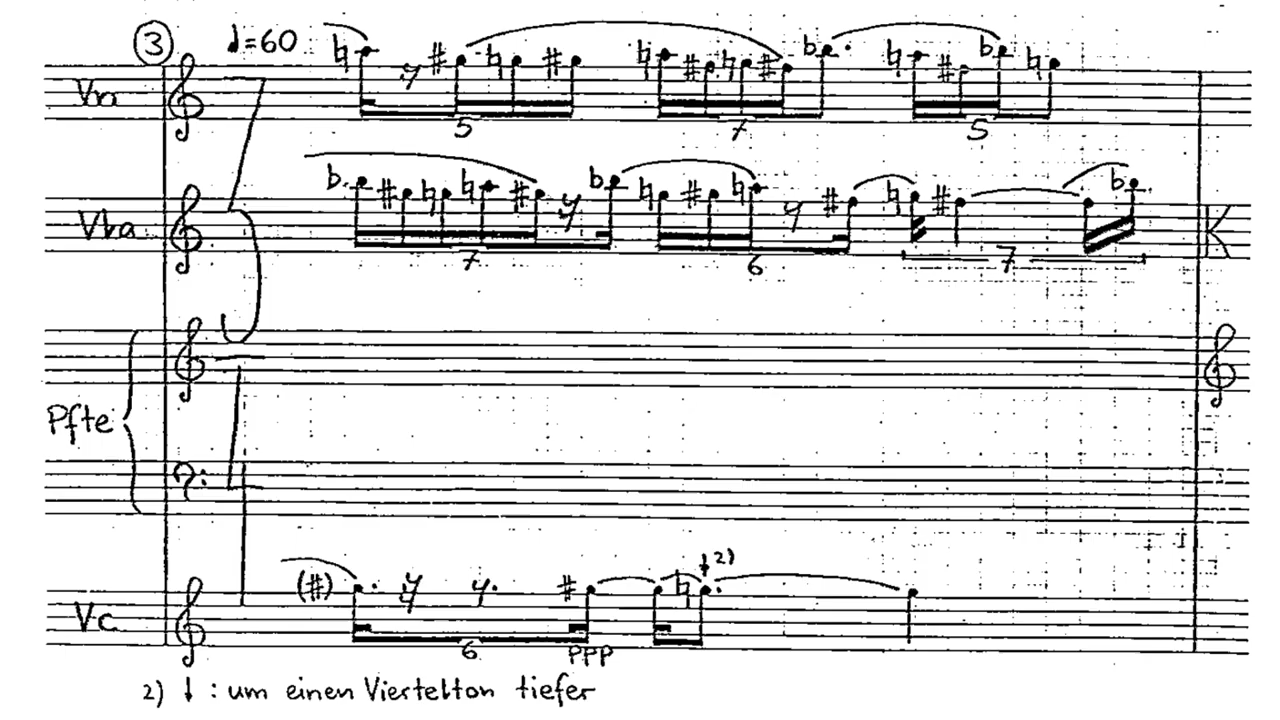 3 ♩=60
Vn
5 7 5
Vba
7 6 7
Pfte
2)
Vc
6 PPP
2) ↓ : um einen Viertelton tiefer